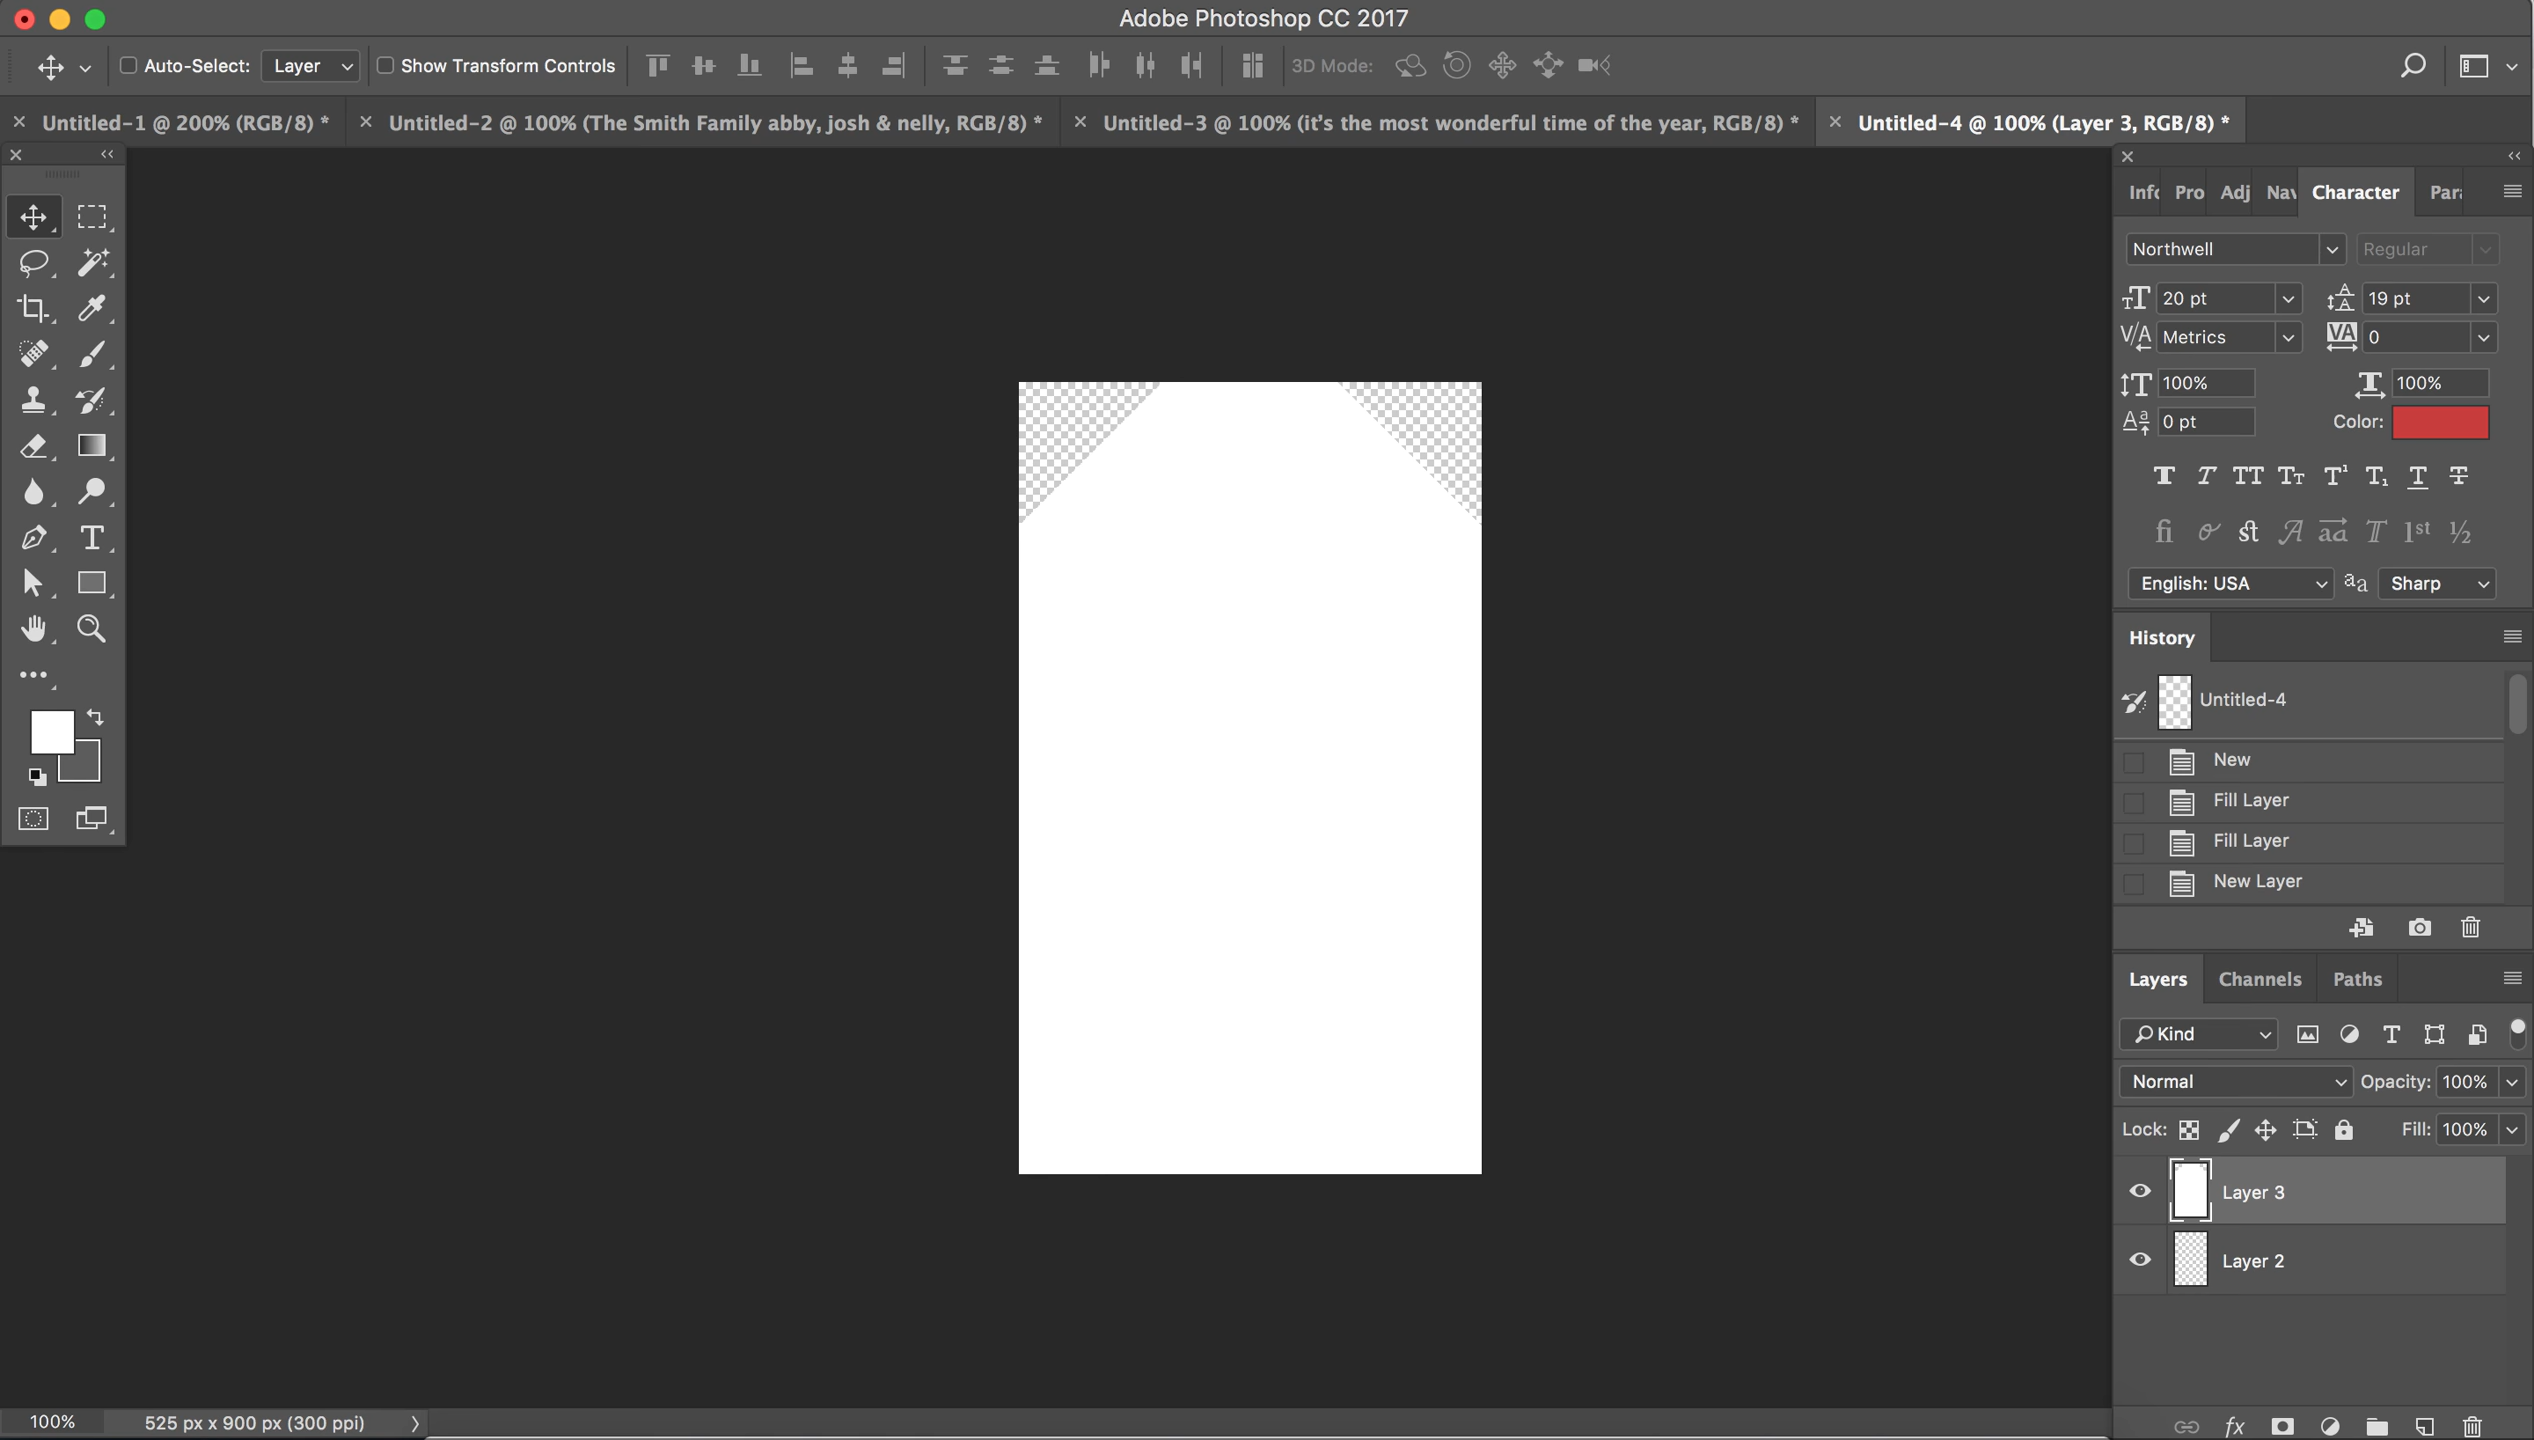 Adobe Photoshop CC 2017
Auto-Select: Layer Show Transform Controls 3D Mode:
Untitled-1 @ 200% (RGB/8) * Untitled-2 @ 100% (The Smith Family abby, josh & nelly, RGB/8) * Untitled-3 @ 100% (it's the most wonderful time of the year, RGB/8) * Untitled-4 @ 100% (Layer 3, RGB/8) *
Info Pro Adj Nav Character Para
Northwell Regular
20 pt 19 pt
Metrics 0
100% 100%
0 pt Color:
English: USA Sharp
History
Untitled-4
New
Fill Layer
Fill Layer
New Layer
Layers Channels Paths
Kind
Normal Opacity: 100%
Lock: Fill: 100%
Layer 3
Layer 2
100% 525 px x 900 px (300 ppi)